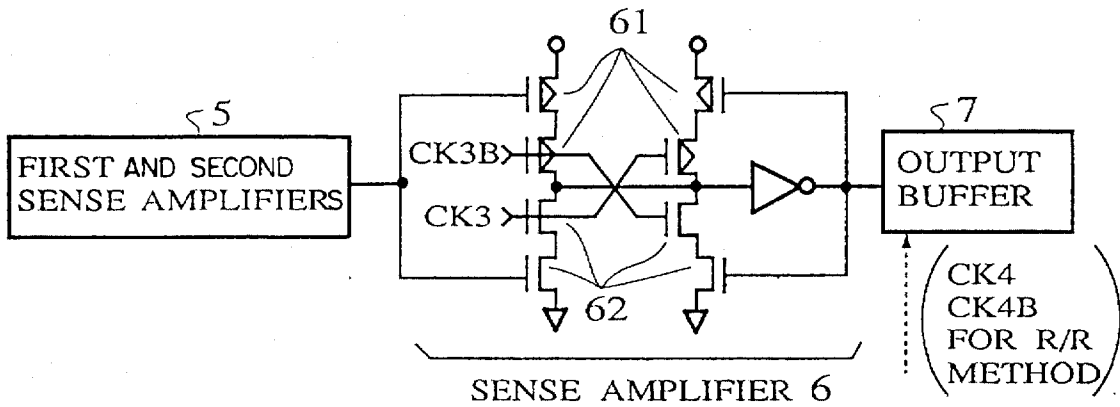 61
5
7
FIRST AND SECOND
SENSE AMPLIFIERS
CK3B
CK3
OUTPUT
BUFFER
62
CK4
CK4B
FOR R/R
METHOD
SENSE AMPLIFIER 6